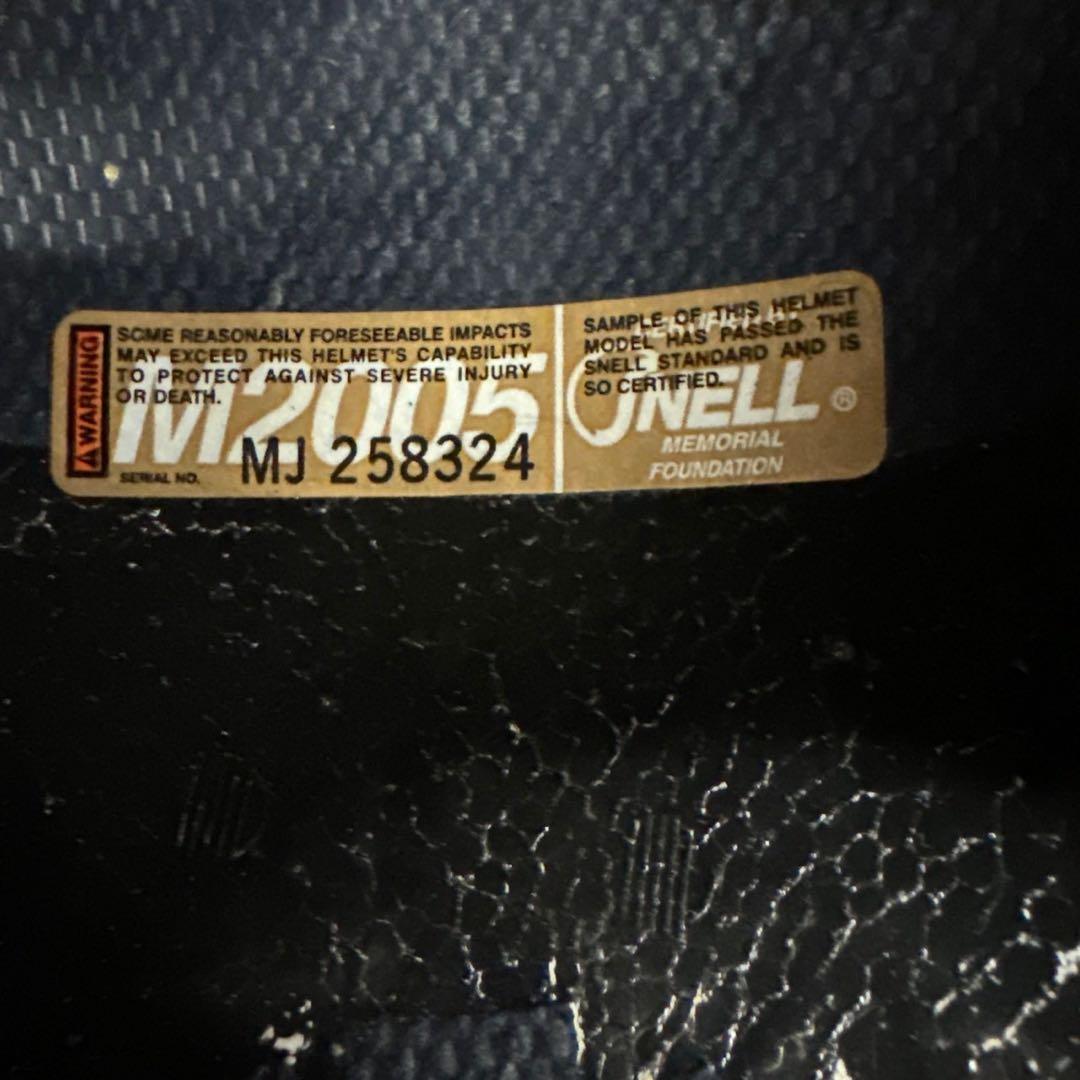 WARNING
SOME REASONABLY FORESEEABLE IMPACTS
MAY EXCEED THIS HELMET'S CAPABILITY
TO PROTECT AGAINST SEVERE INJURY
OR DEATH.
M2005
SERIAL NO. MJ 258324
SAMPLE OF THIS HELMET
MODEL HAS PASSED THE
SNELL STANDARD AND IS
SO CERTIFIED.
SNELL ®
MEMORIAL
FOUNDATION